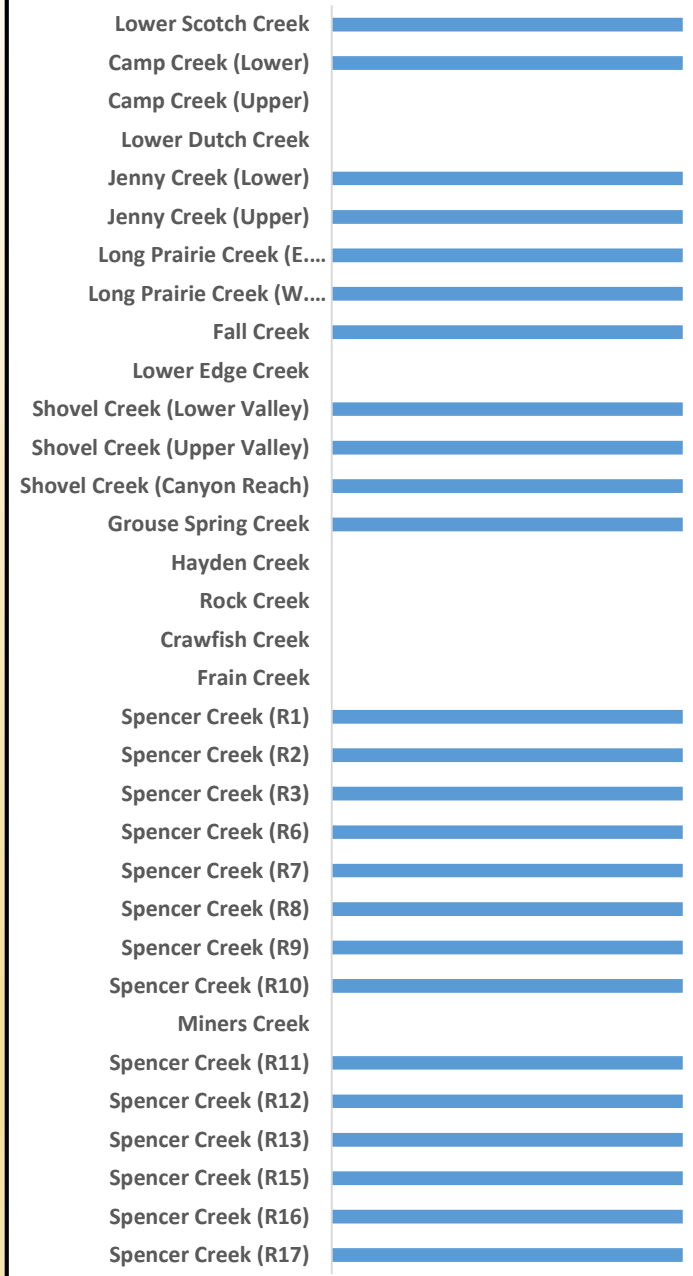 Lower Scotch Creek
Camp Creek (Lower)
Camp Creek (Upper)
Lower Dutch Creek
Jenny Creek (Lower)
Jenny Creek (Upper)
Long Prairie Creek (E....
Long Prairie Creek (W....
Fall Creek
Lower Edge Creek
Shovel Creek (Lower Valley)
Shovel Creek (Upper Valley)
Shovel Creek (Canyon Reach)
Grouse Spring Creek
Hayden Creek
Rock Creek
Crawfish Creek
Frain Creek
Spencer Creek (R1)
Spencer Creek (R2)
Spencer Creek (R3)
Spencer Creek (R6)
Spencer Creek (R7)
Spencer Creek (R8)
Spencer Creek (R9)
Spencer Creek (R10)
Miners Creek
Spencer Creek (R11)
Spencer Creek (R12)
Spencer Creek (R13)
Spencer Creek (R15)
Spencer Creek (R16)
Spencer Creek (R17)